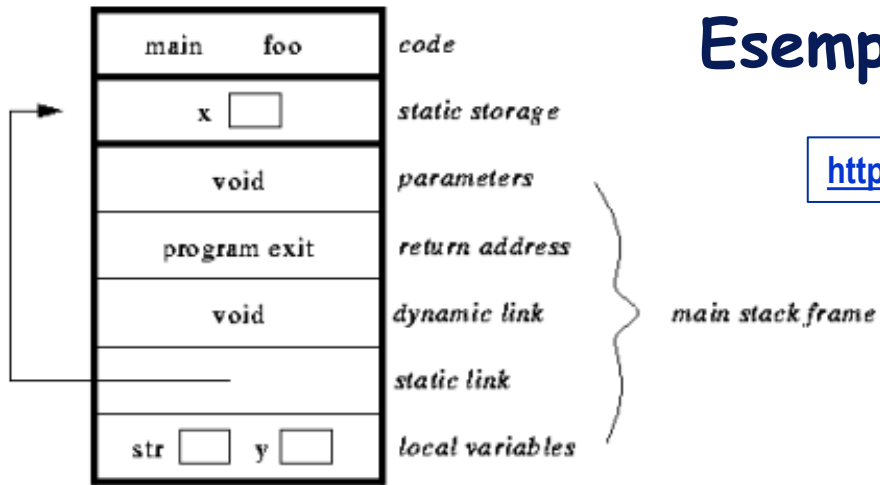 Esemp
http
main foo code
x static storage
void parameters
program exit return address
void dynamic link
main stack frame
static link
str y local variables